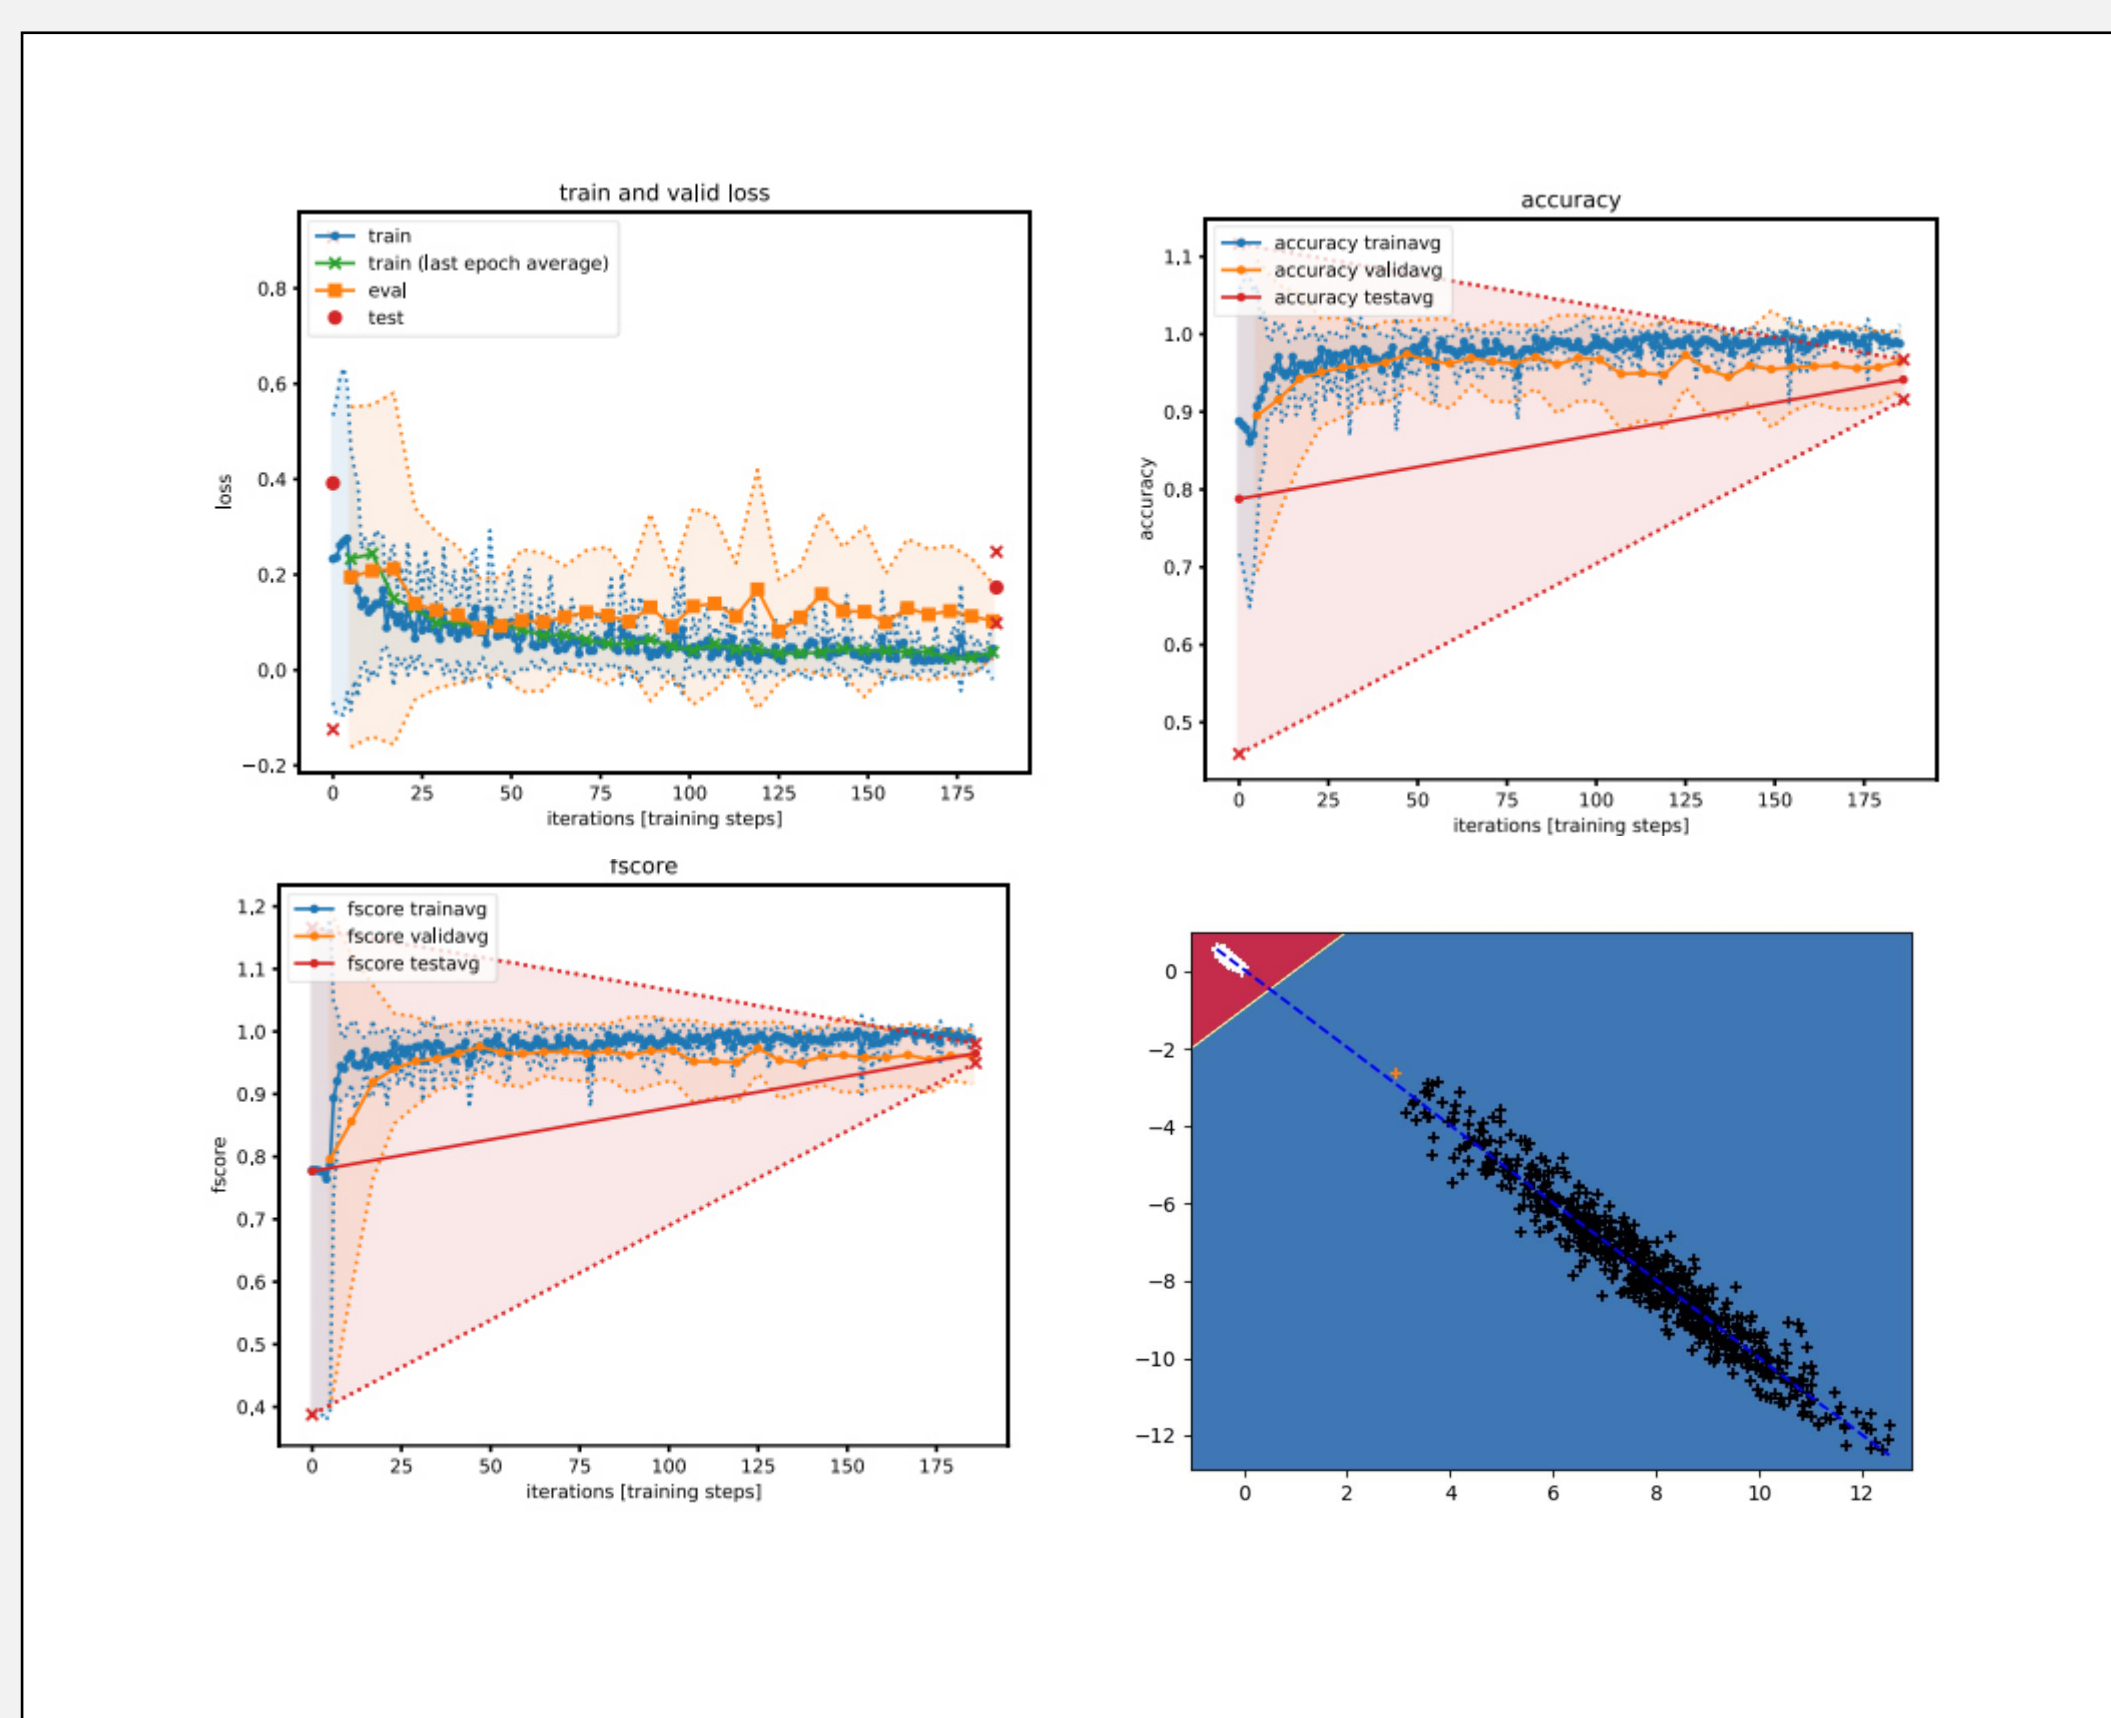 train and valid loss
train
train (last epoch average)
eval
test
0.8
0.6
0.4
0.2
0.0
−0.2
loss
0 25 50 75 100 125 150 175
iterations [training steps]
accuracy
accuracy trainavg
accuracy validavg
accuracy testavg
1.1
1.0
0.9
0.8
0.7
0.6
0.5
accuracy
0 25 50 75 100 125 150 175
iterations [training steps]
fscore
fscore trainavg
fscore validavg
fscore testavg
1.2
1.1
1.0
0.9
0.8
0.7
0.6
0.5
0.4
fscore
0 25 50 75 100 125 150 175
iterations [training steps]
0
−2
−4
−6
−8
−10
−12
0 2 4 6 8 10 12